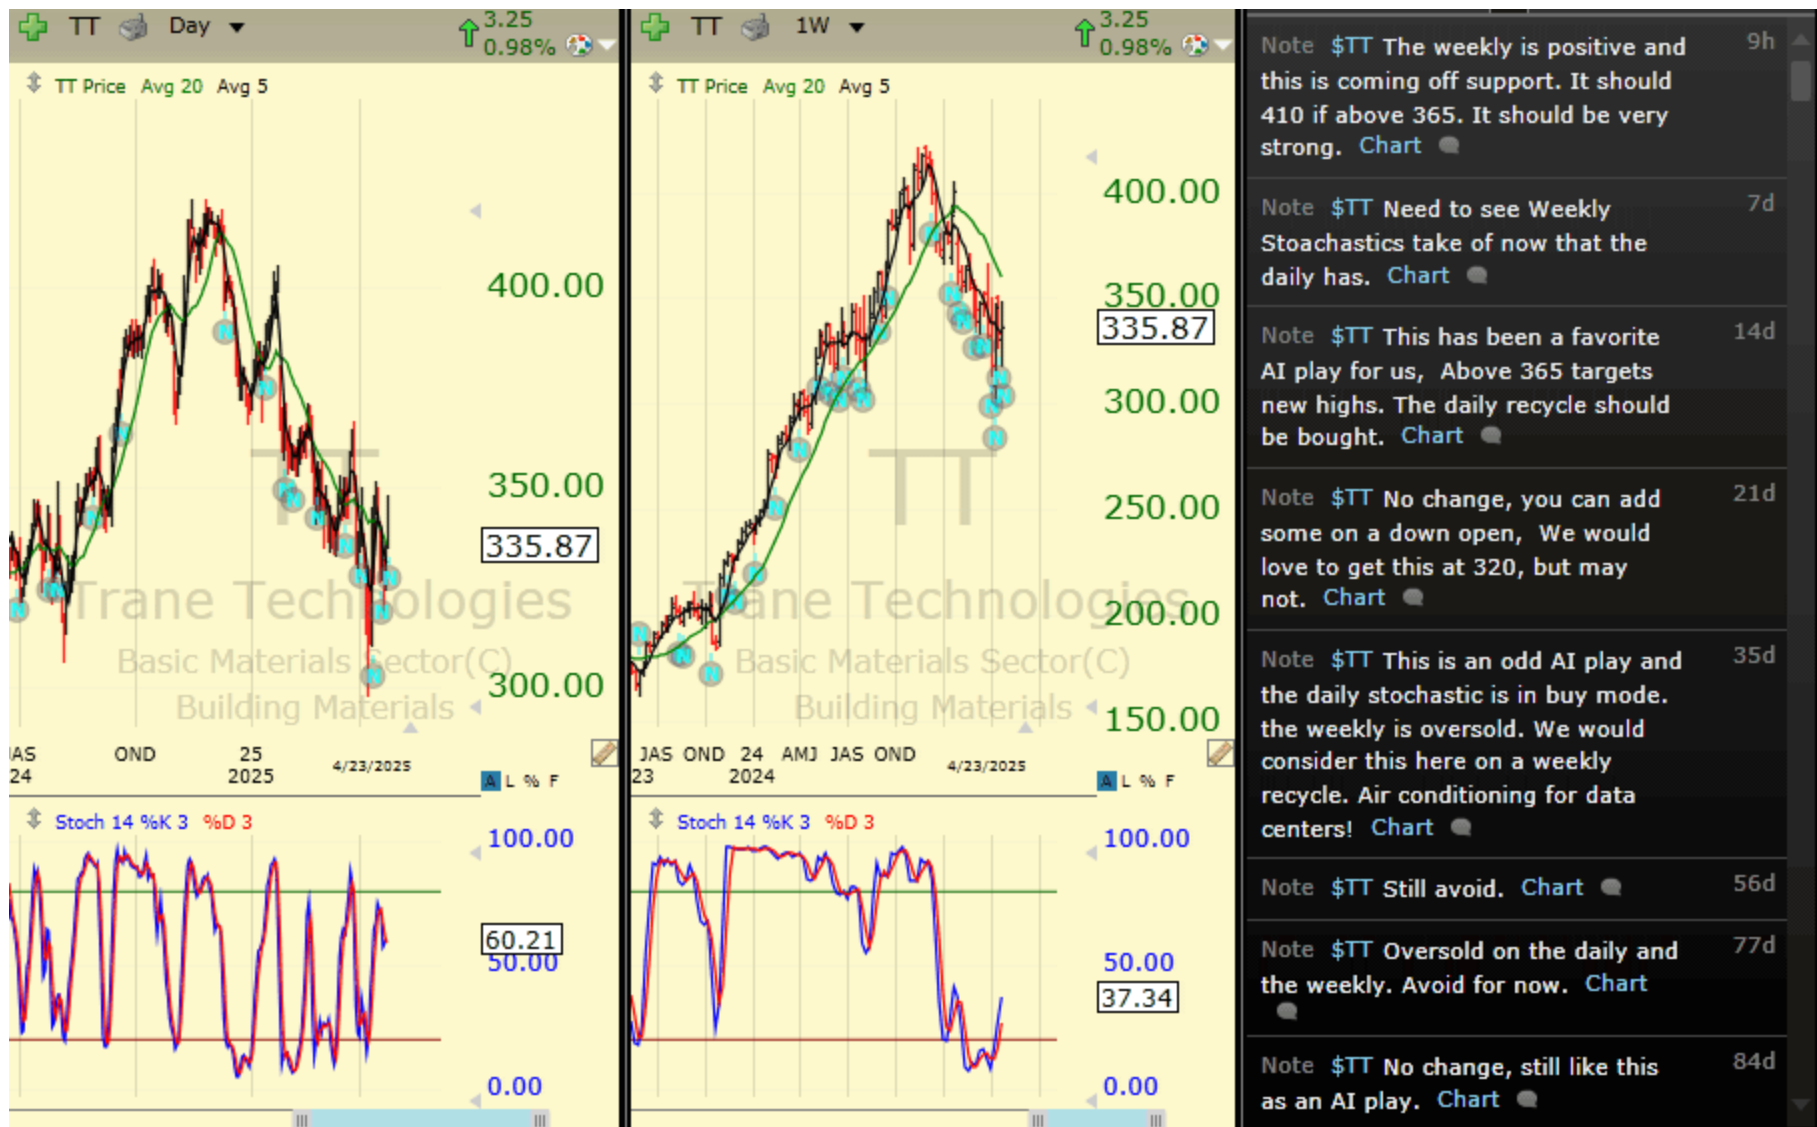 TT Day 3.25
0.98%
TT Price Avg 20 Avg 5
400.00
350.00
335.87
300.00
TT
Trane Technologies
Basic Materials Sector(C)
Building Materials
JAS OND 25
24 2025 4/23/2025
A L % F
Stoch 14 %K 3 %D 3
100.00
60.21
50.00
0.00
TT 1W 3.25
0.98%
TT Price Avg 20 Avg 5
400.00
350.00
335.87
300.00
250.00
200.00
150.00
TT
Trane Technologies
Basic Materials Sector(C)
Building Materials
JAS OND 24 AMJ JAS OND
23 2024 4/23/2025
A L % F
Stoch 14 %K 3 %D 3
100.00
50.00
37.34
0.00
Note $TT The weekly is positive and 9h
this is coming off support. It should
410 if above 365. It should be very
strong. Chart
Note $TT Need to see Weekly 7d
Stoachastics take of now that the
daily has. Chart
Note $TT This has been a favorite 14d
AI play for us, Above 365 targets
new highs. The daily recycle should
be bought. Chart
Note $TT No change, you can add 21d
some on a down open, We would
love to get this at 320, but may
not. Chart
Note $TT This is an odd AI play and 35d
the daily stochastic is in buy mode.
the weekly is oversold. We would
consider this here on a weekly
recycle. Air conditioning for data
centers! Chart
Note $TT Still avoid. Chart 56d
Note $TT Oversold on the daily and 77d
the weekly. Avoid for now. Chart
Note $TT No change, still like this 84d
as an AI play. Chart